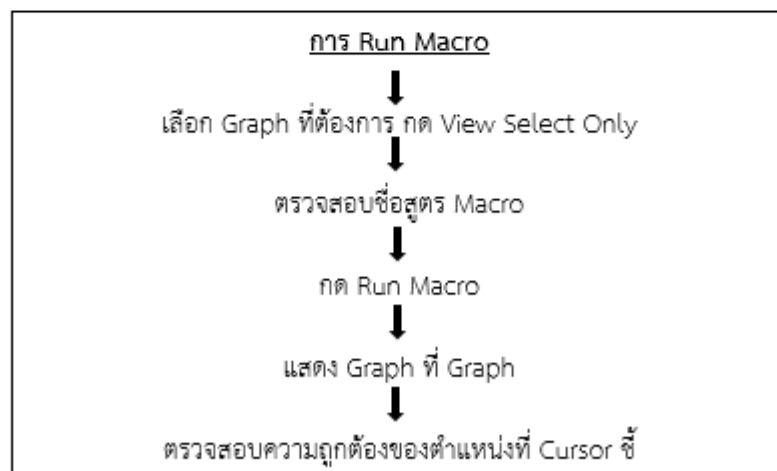 การ Run Macro
เลือก Graph ที่ต้องการ กด View Select Only
ตรวจสอบชื่อสูตร Macro
กด Run Macro
แสดง Graph ที่ Graph
ตรวจสอบความถูกต้องของตำแหน่งที่ Cursor ชี้